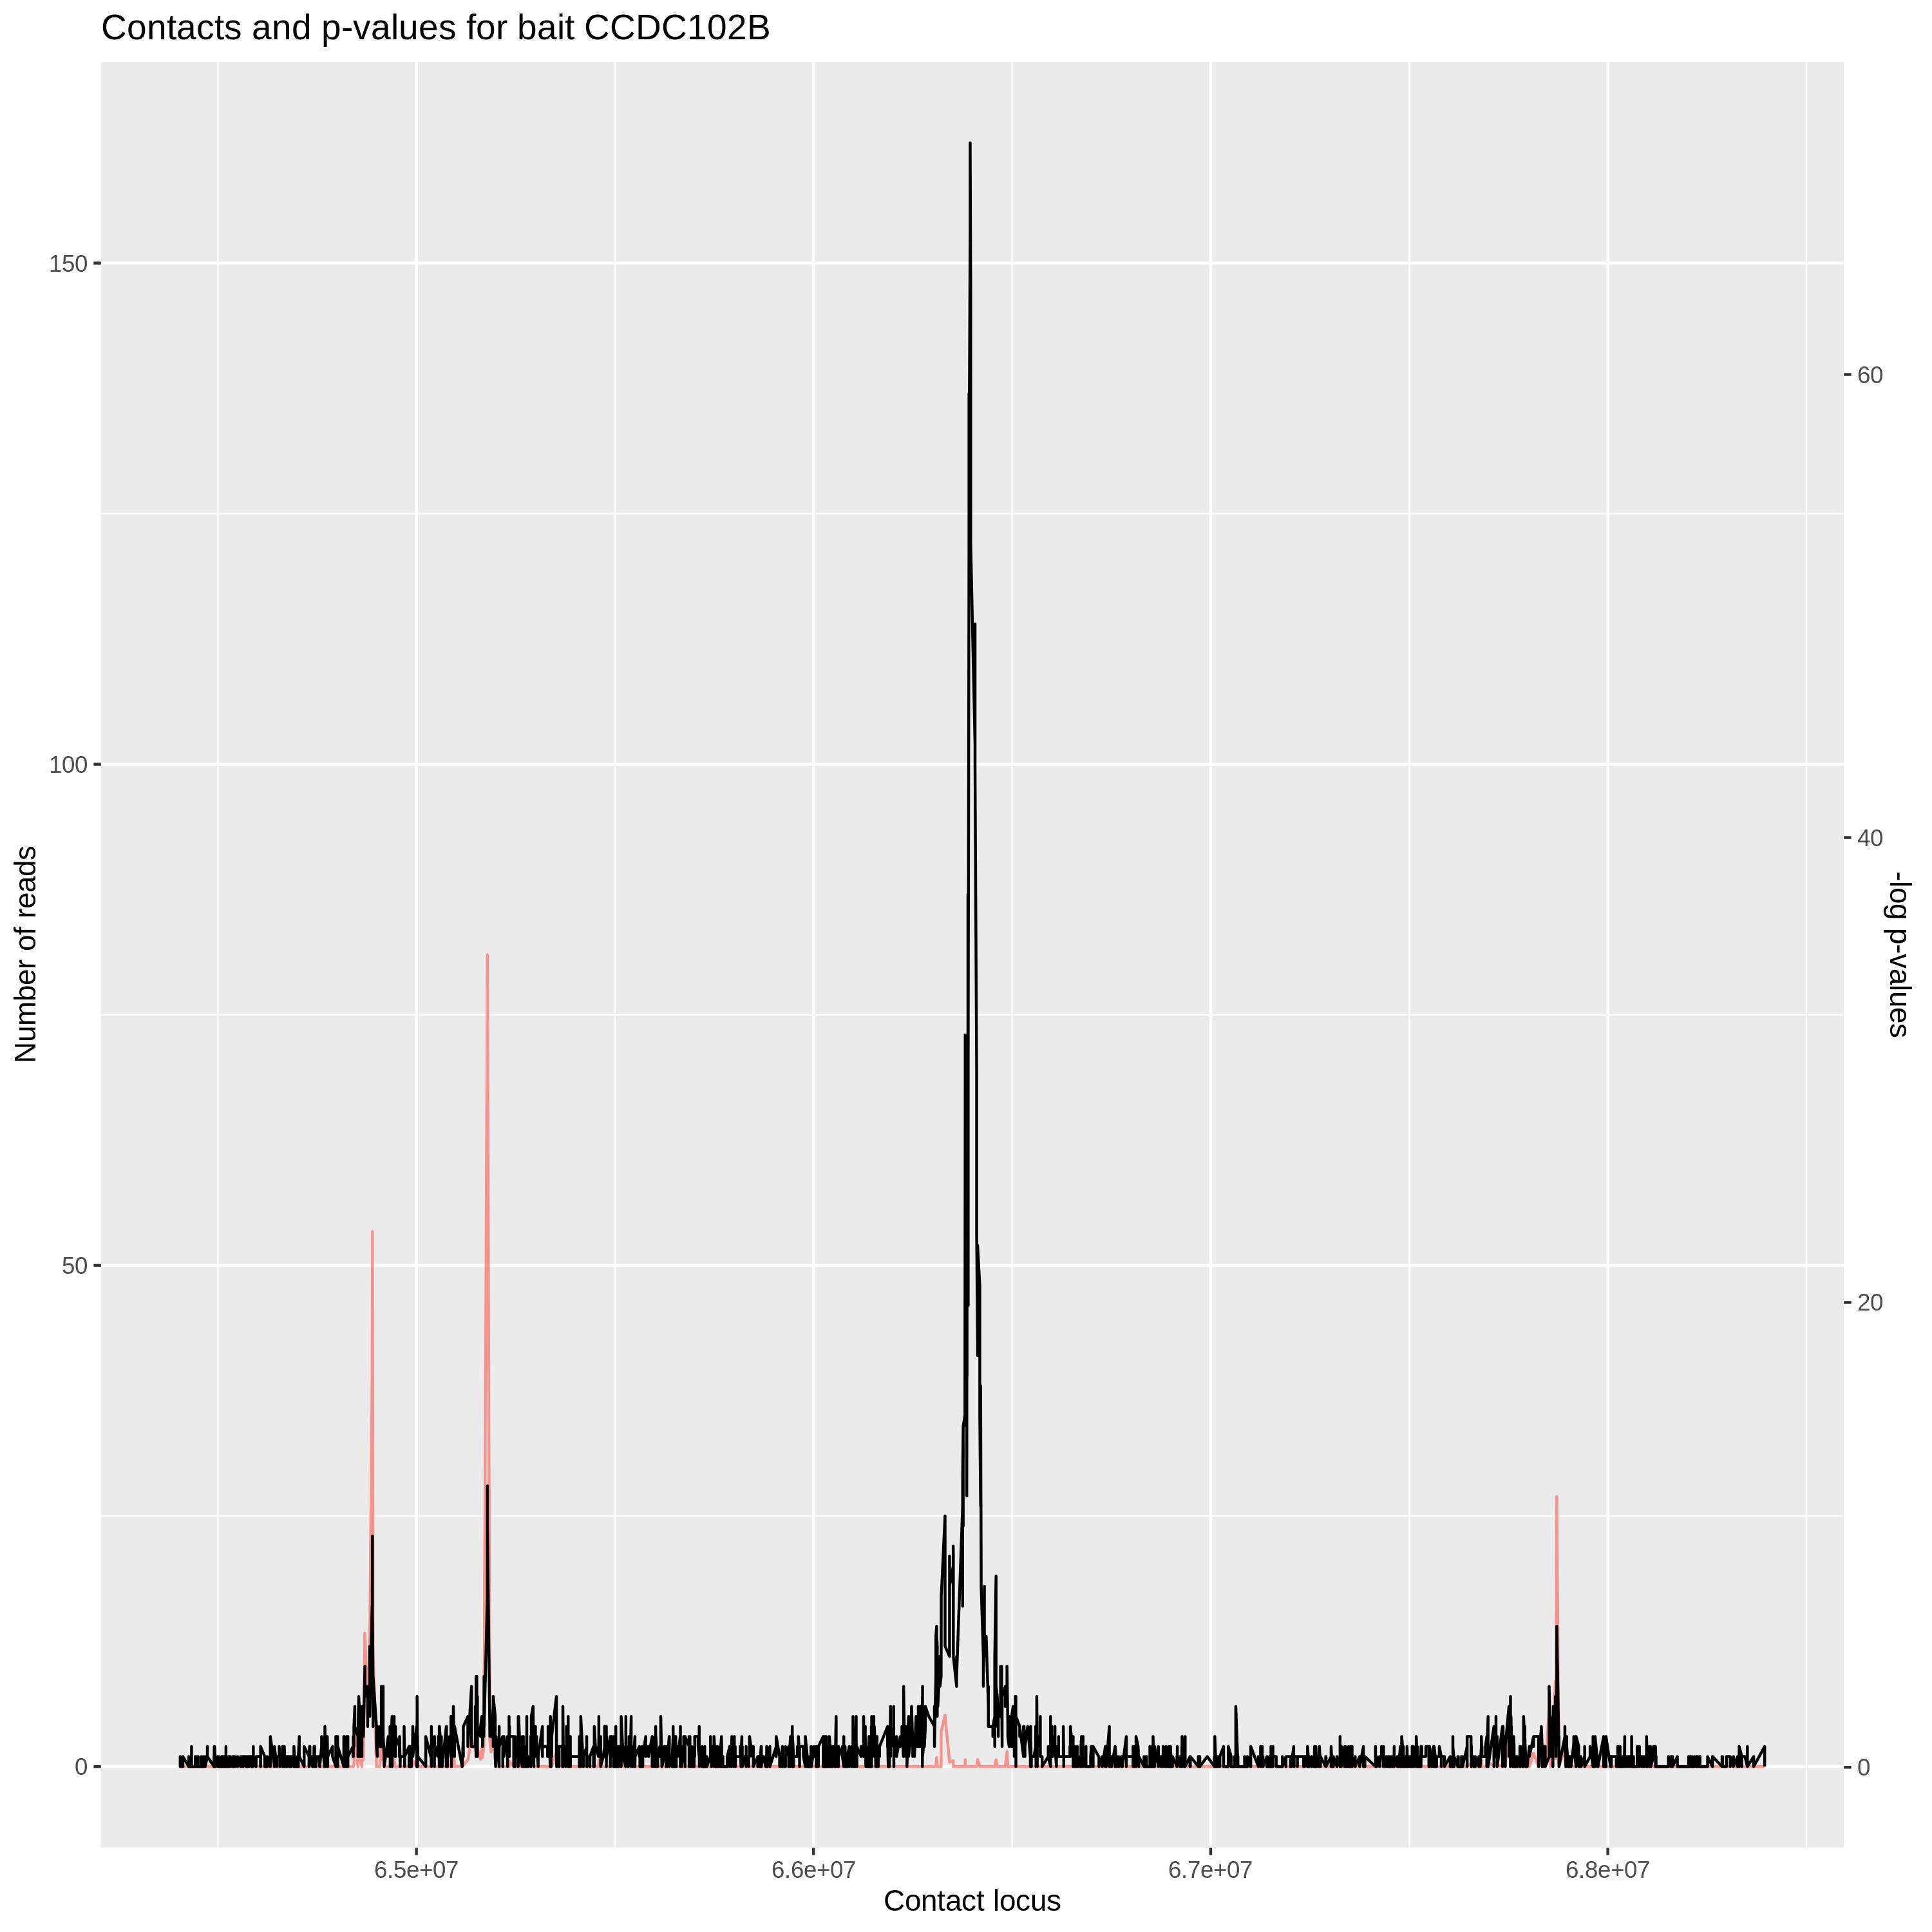 Contacts and p-values for bait CCDC102B
150
100
50
0
Number of reads
60
40
20
0
-log p-values
6.5e+07 6.6e+07 6.7e+07 6.8e+07
Contact locus